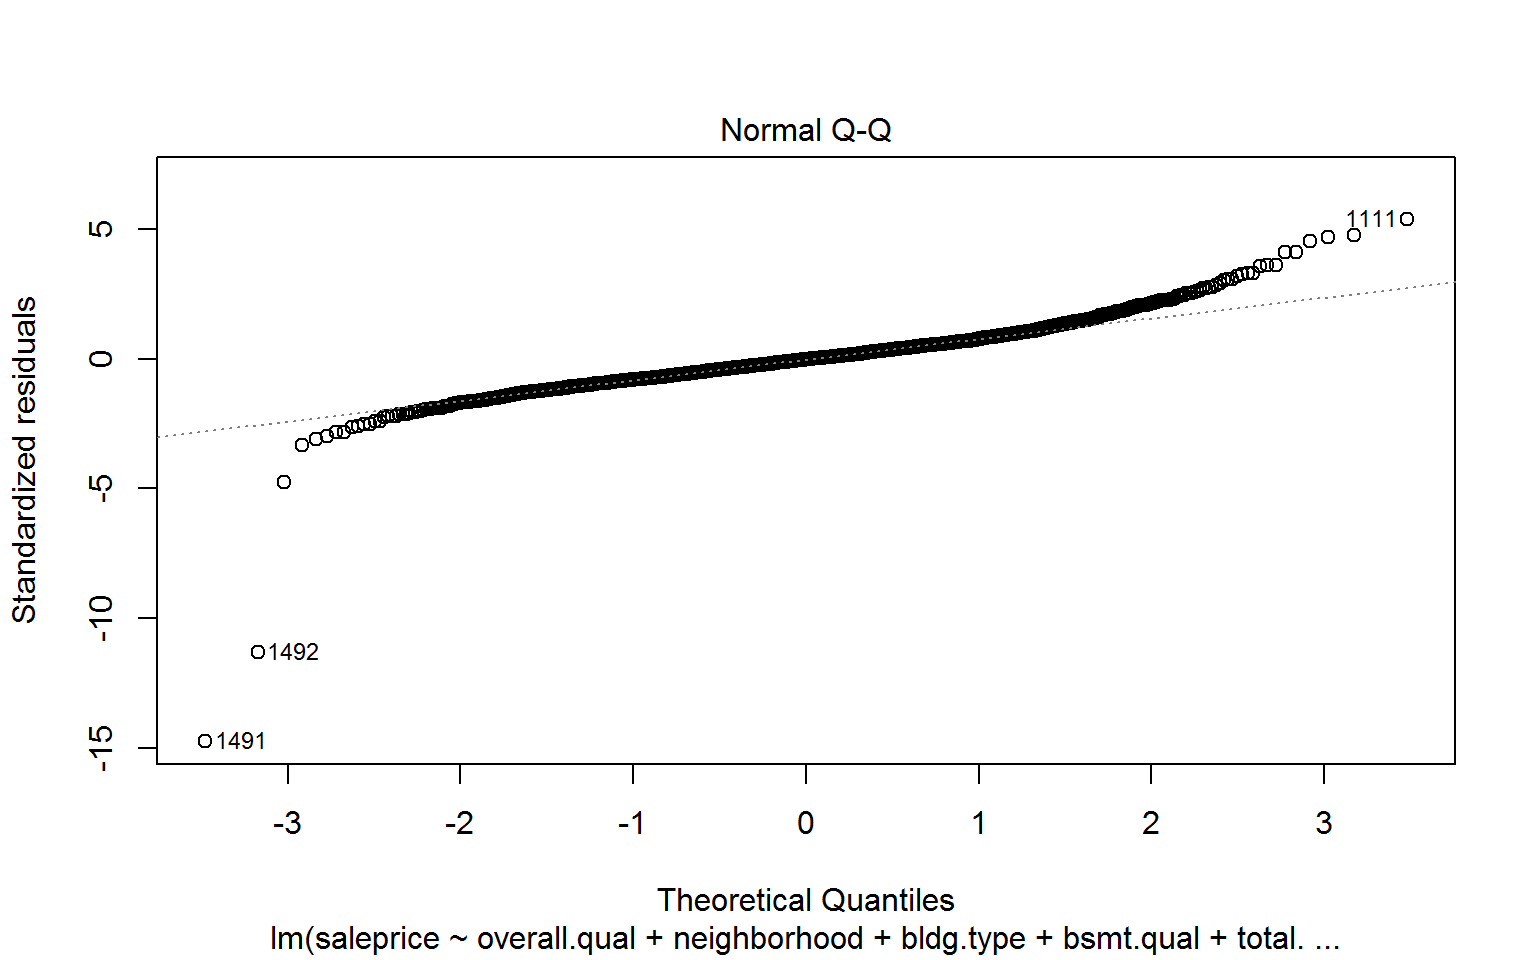 Normal Q-Q
Standardized residuals
5
0
-5
-10
-15
1111
1492
1491
-3 -2 -1 0 1 2 3
Theoretical Quantiles
lm(saleprice ~ overall.qual + neighborhood + bldg.type + bsmt.qual + total. ...